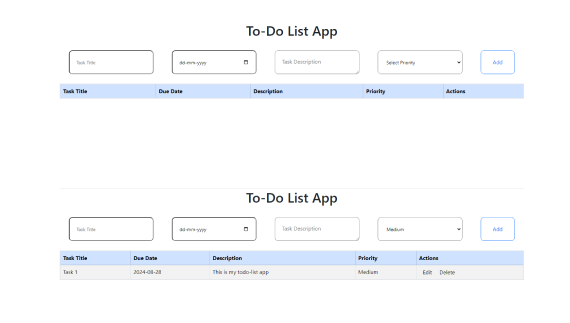 To-Do List App
Task Title dd-mm-yyyy Task Description Select Priority Add
Task Title Due Date Description Priority Actions
To-Do List App
Task Title dd-mm-yyyy Task Description Medium Add
Task Title Due Date Description Priority Actions
Task 1 2024-08-28 This is my todo-list app Medium Edit Delete